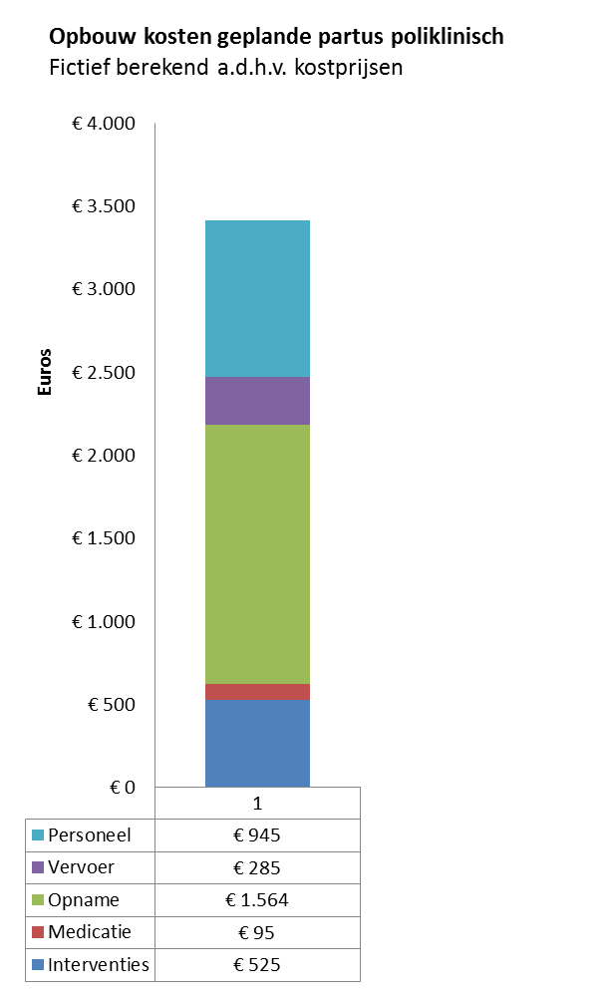 Opbouw kosten geplande partus poliklinisch
Fictief berekend a.d.h.v. kostprijsen
€ 4.000
€ 3.500
€ 3.000
€ 2.500
€ 2.000
€ 1.500
€ 1.000
€ 500
€ 0
Euros
1
Personeel € 945
Vervoer € 285
Opname € 1.564
Medicatie € 95
Interventies € 525